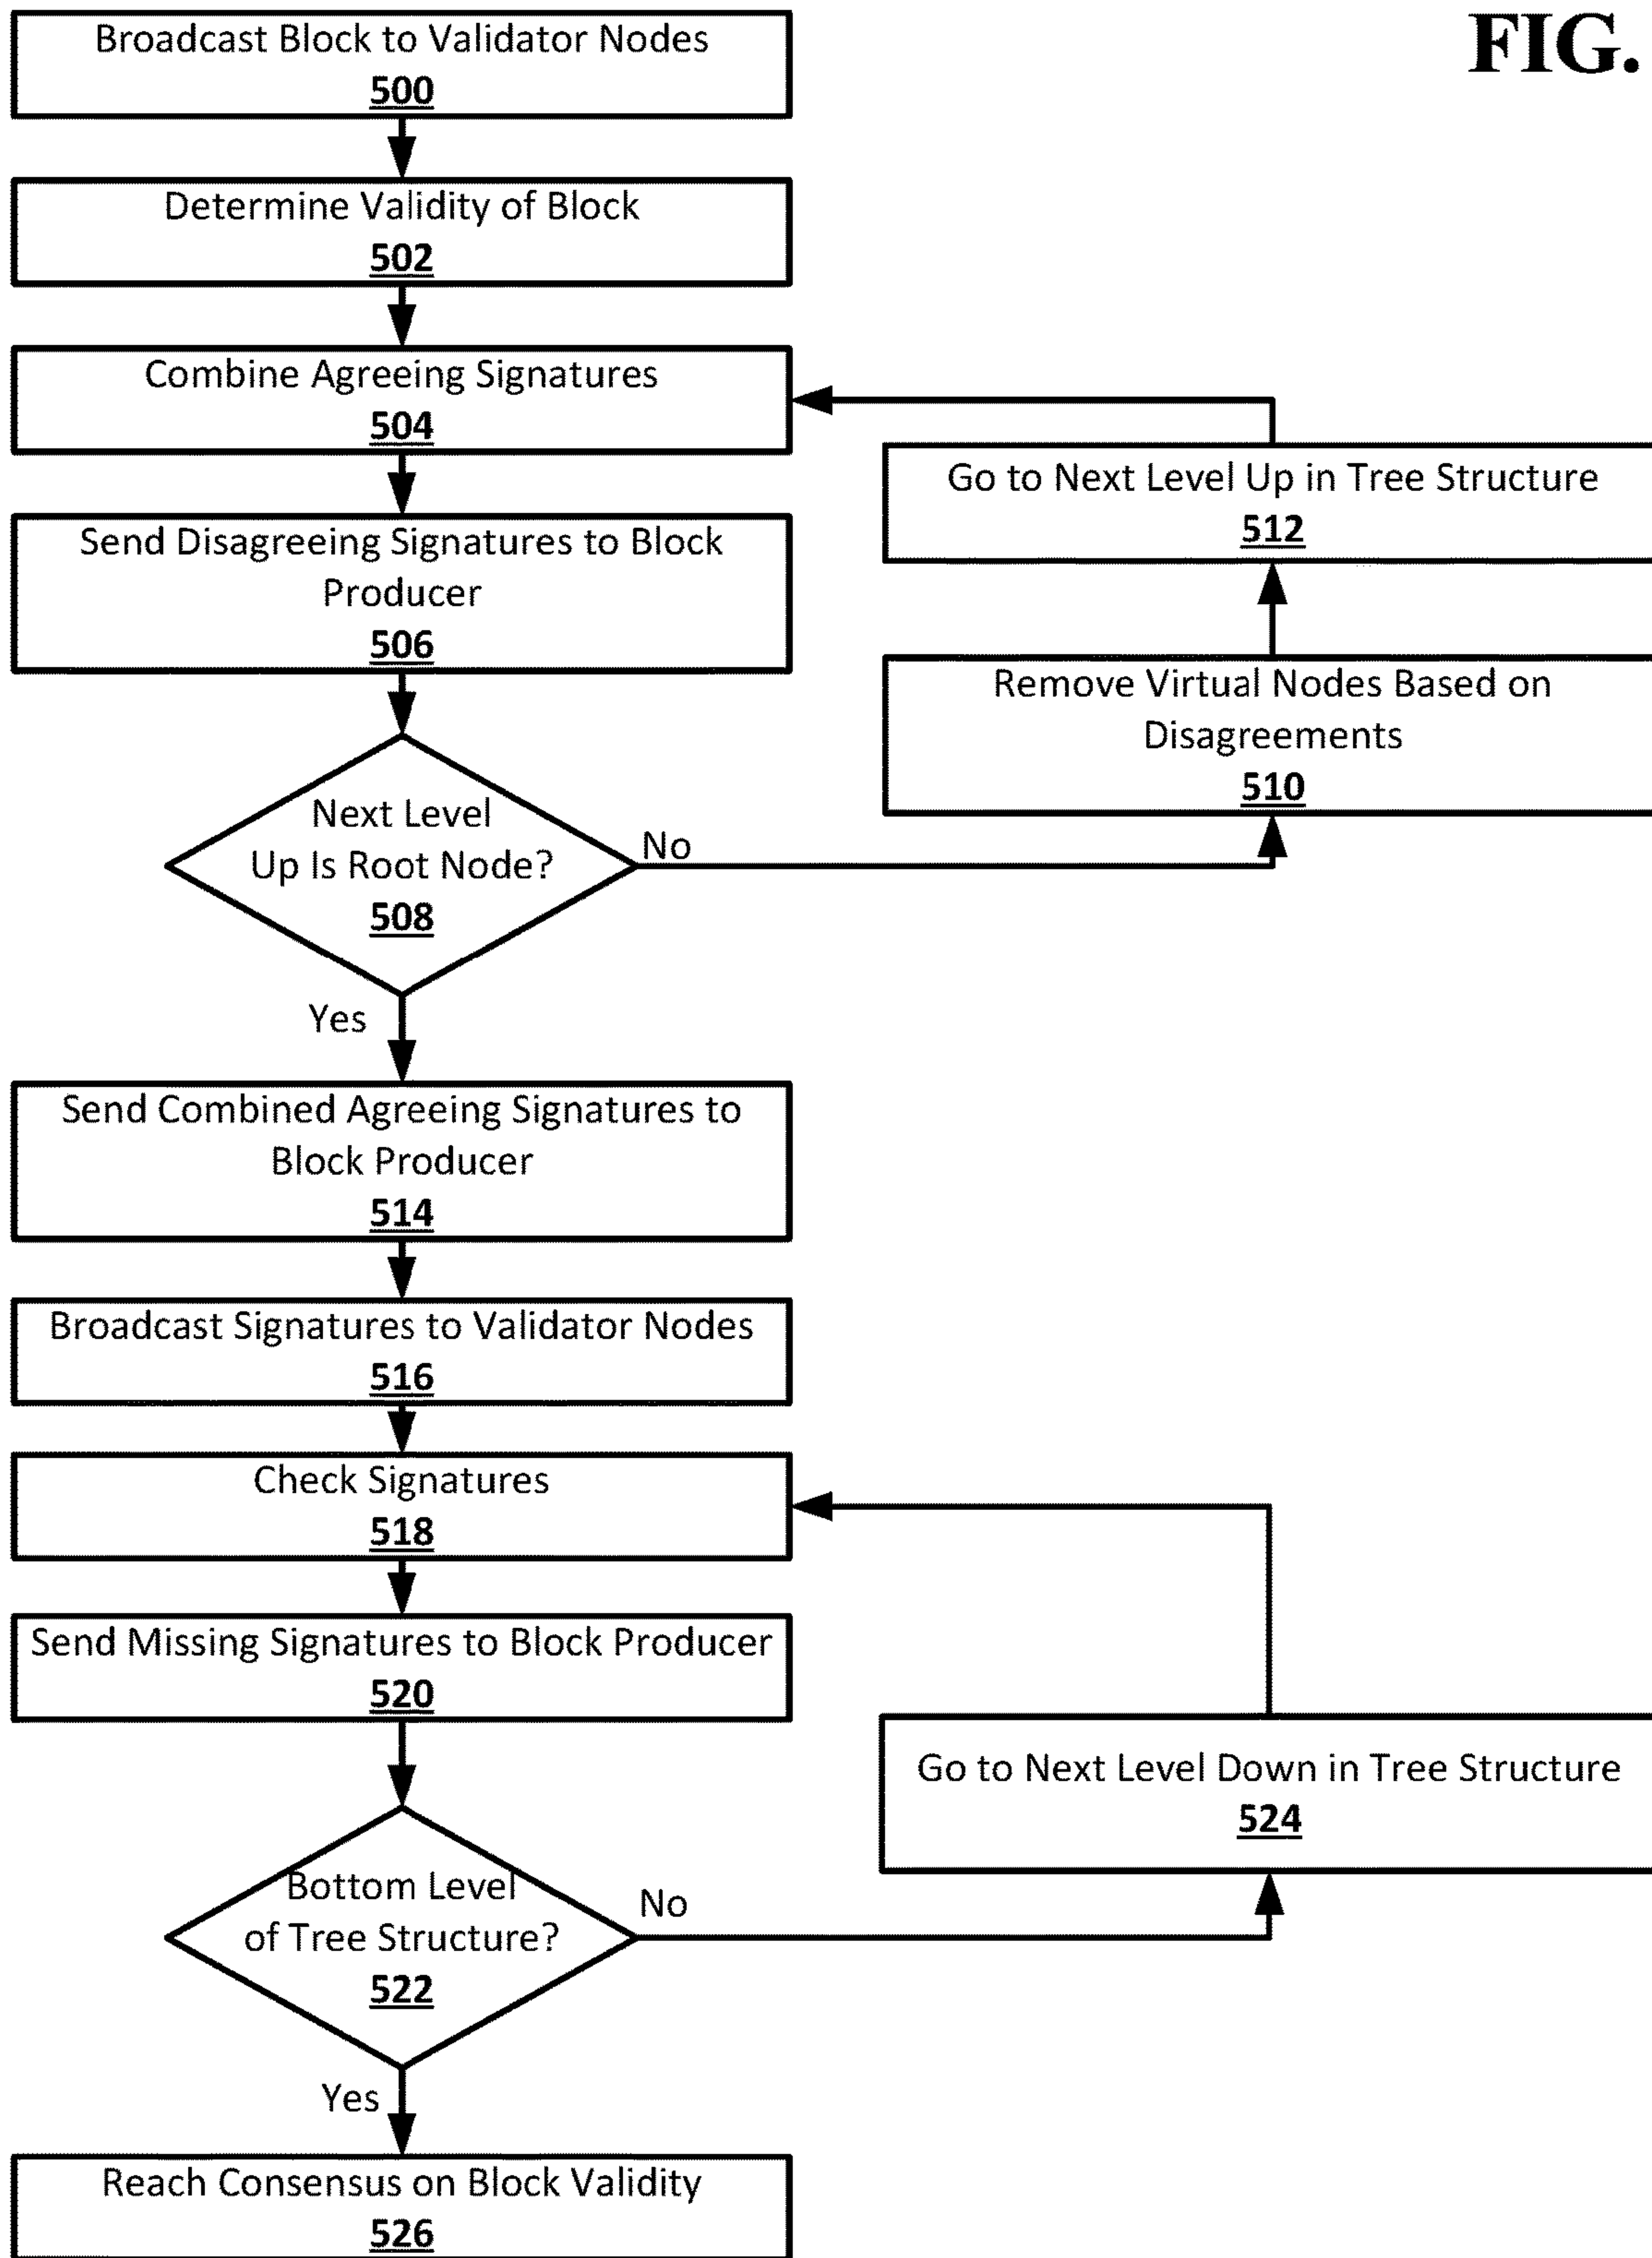 FIG.
Broadcast Block to Validator Nodes
500
Determine Validity of Block
502
Combine Agreeing Signatures
504
Send Disagreeing Signatures to Block
Producer
506
Next Level
Up Is Root Node?
508
No
Remove Virtual Nodes Based on
Disagreements
510
Go to Next Level Up in Tree Structure
512
Yes
Send Combined Agreeing Signatures to
Block Producer
514
Broadcast Signatures to Validator Nodes
516
Check Signatures
518
Send Missing Signatures to Block Producer
520
Bottom Level
of Tree Structure?
522
No
Go to Next Level Down in Tree Structure
524
Yes
Reach Consensus on Block Validity
526